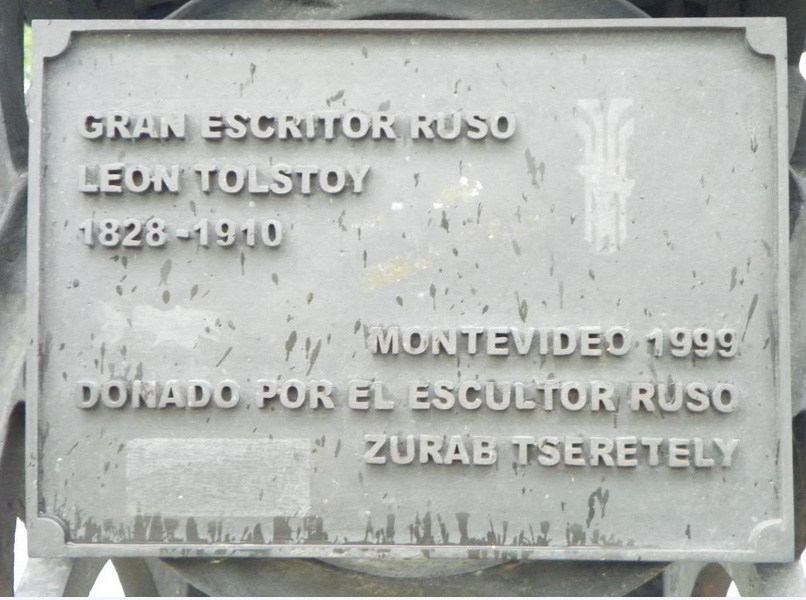 GRAN ESCRITOR RUSO
LEON TOLSTOY
1828-1910
MONTEVIDEO 1999
DONADO POR EL ESCULTOR RUSO
ZURAB TSERETELY